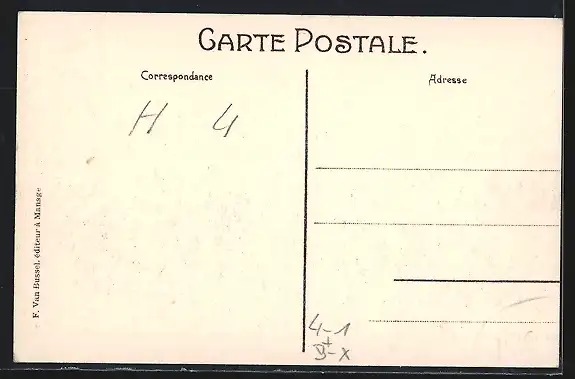 CARTE POSTALE.
Correspondance
Adresse
H 4
F. Van Bussel, éditeur à Manage
4-1
+